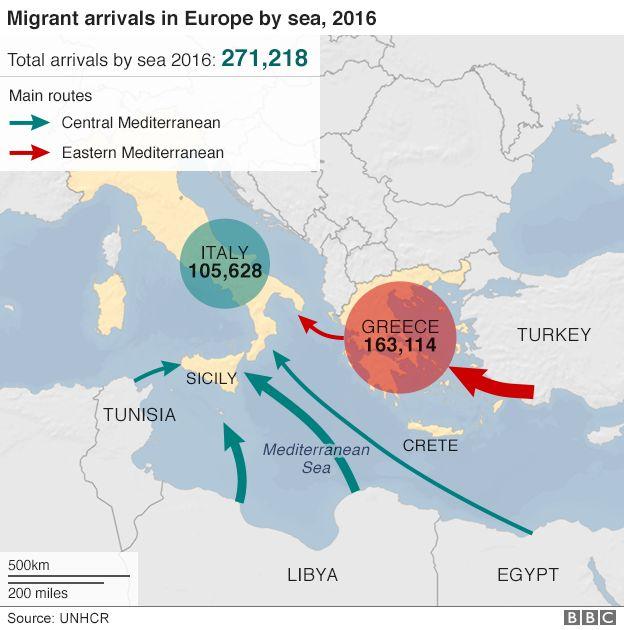 Migrant arrivals in Europe by sea, 2016
Total arrivals by sea 2016: 271,218
Main routes
Central Mediterranean
Eastern Mediterranean
ITALY
105,628
GREECE
163,114
TURKEY
SICILY
TUNISIA
Mediterranean
Sea
CRETE
LIBYA
EGYPT
500km
200 miles
Source: UNHCR
BBC